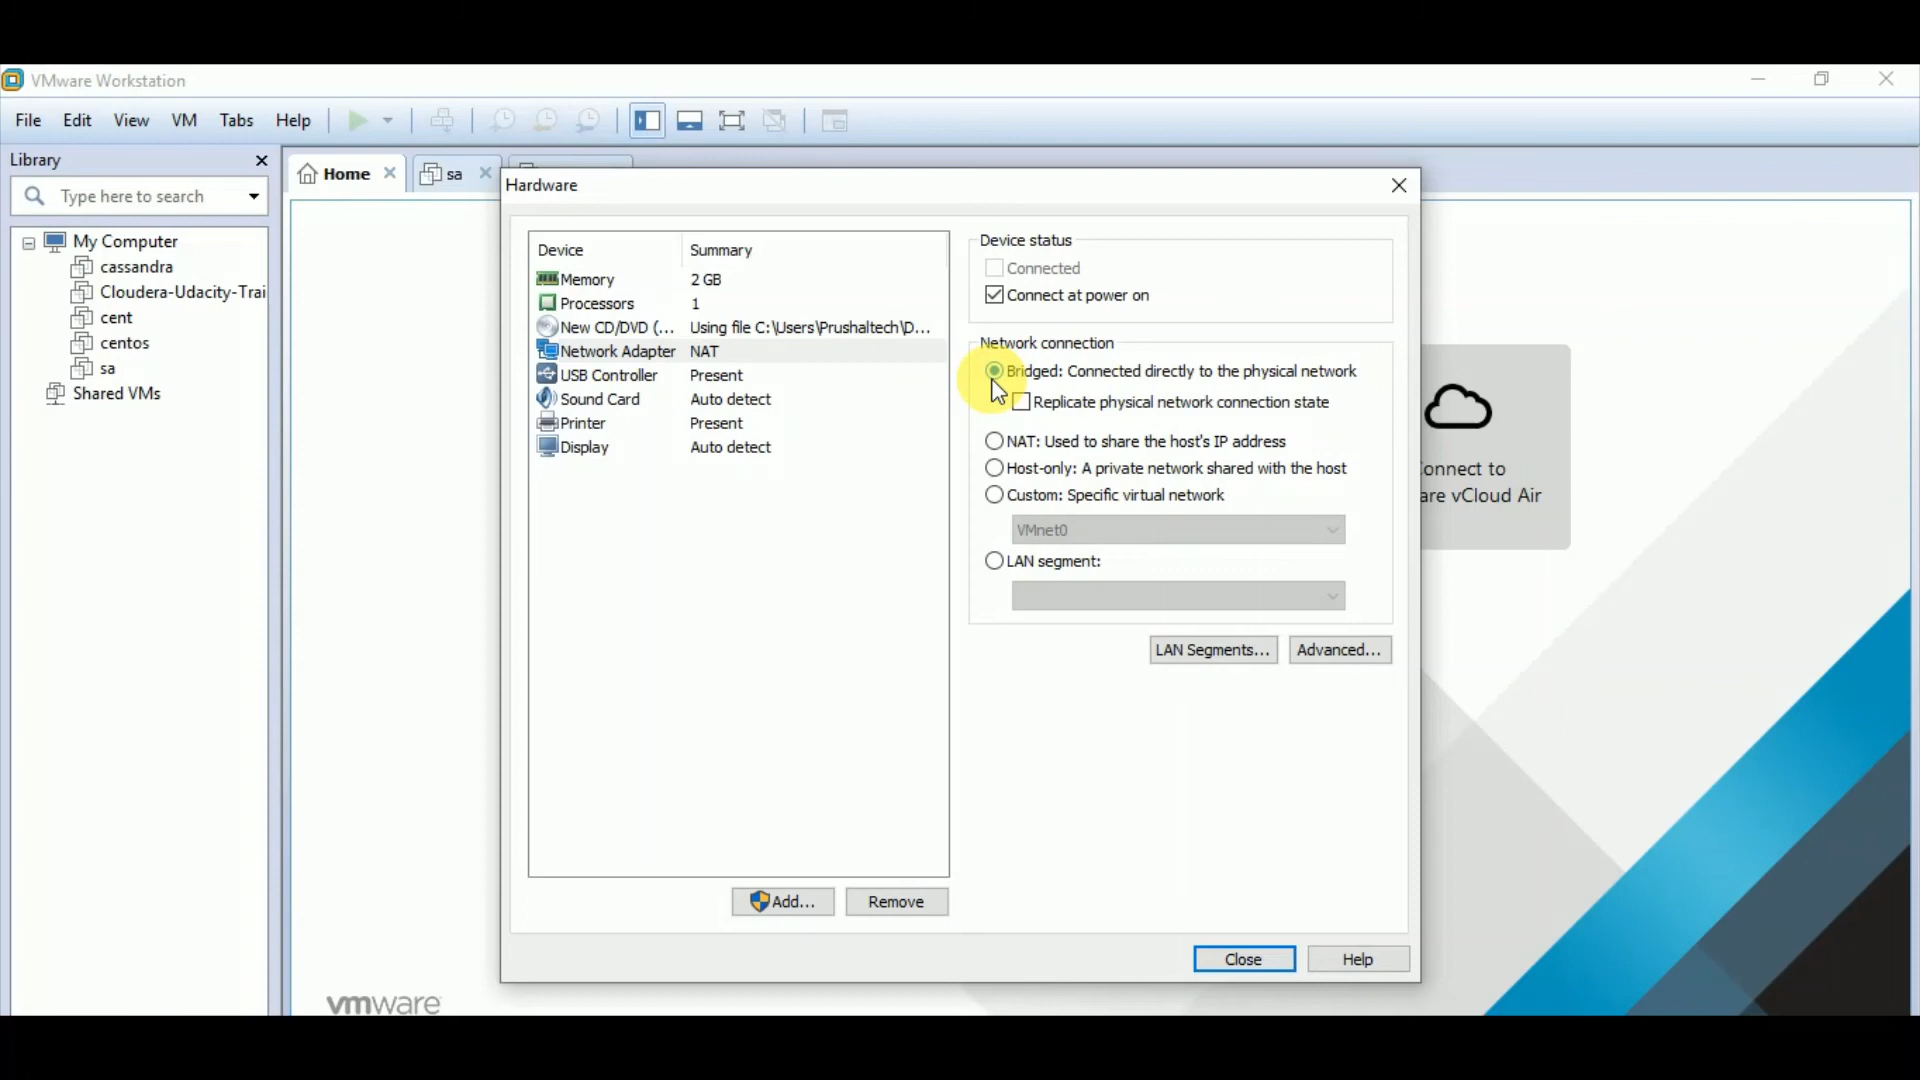 VMware Workstation
File Edit View VM Tabs Help
Library
Type here to search
My Computer
cassandra
Cloudera-Udacity-Trai
cent
centos
sa
Shared VMs
Home
sa
Hardware
Device Summary
Memory 2 GB
Processors 1
New CD/DVD (... Using file C:\Users\Prushaltech\D...
Network Adapter NAT
USB Controller Present
Sound Card Auto detect
Printer Present
Display Auto detect
Add... Remove
Device status
Connected
Connect at power on
Network connection
Bridged: Connected directly to the physical network
Replicate physical network connection state
NAT: Used to share the host's IP address
Host-only: A private network shared with the host
Custom: Specific virtual network
VMnet0
LAN segment:
LAN Segments... Advanced...
Close Help
onnect to
are vCloud Air
vmware